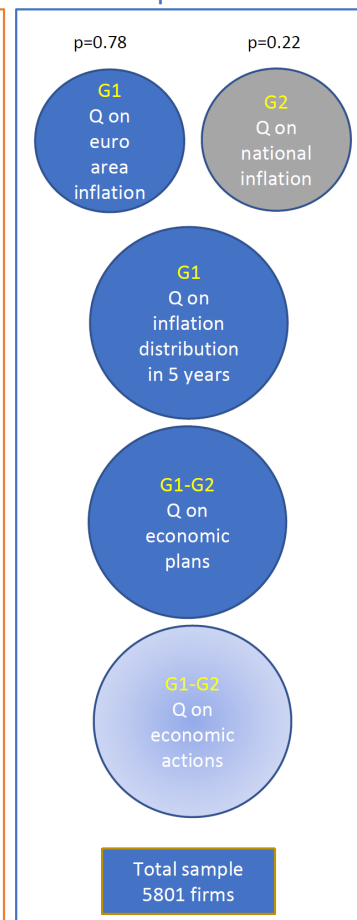 p=0.78
p=0.22
G1
Q on
euro
area
inflation
G2
Q on
national
inflation
G1
Q on
inflation
distribution
in 5 years
G1-G2
Q on
economic
plans
G1-G2
Q on
economic
actions
Total sample
5801 firms